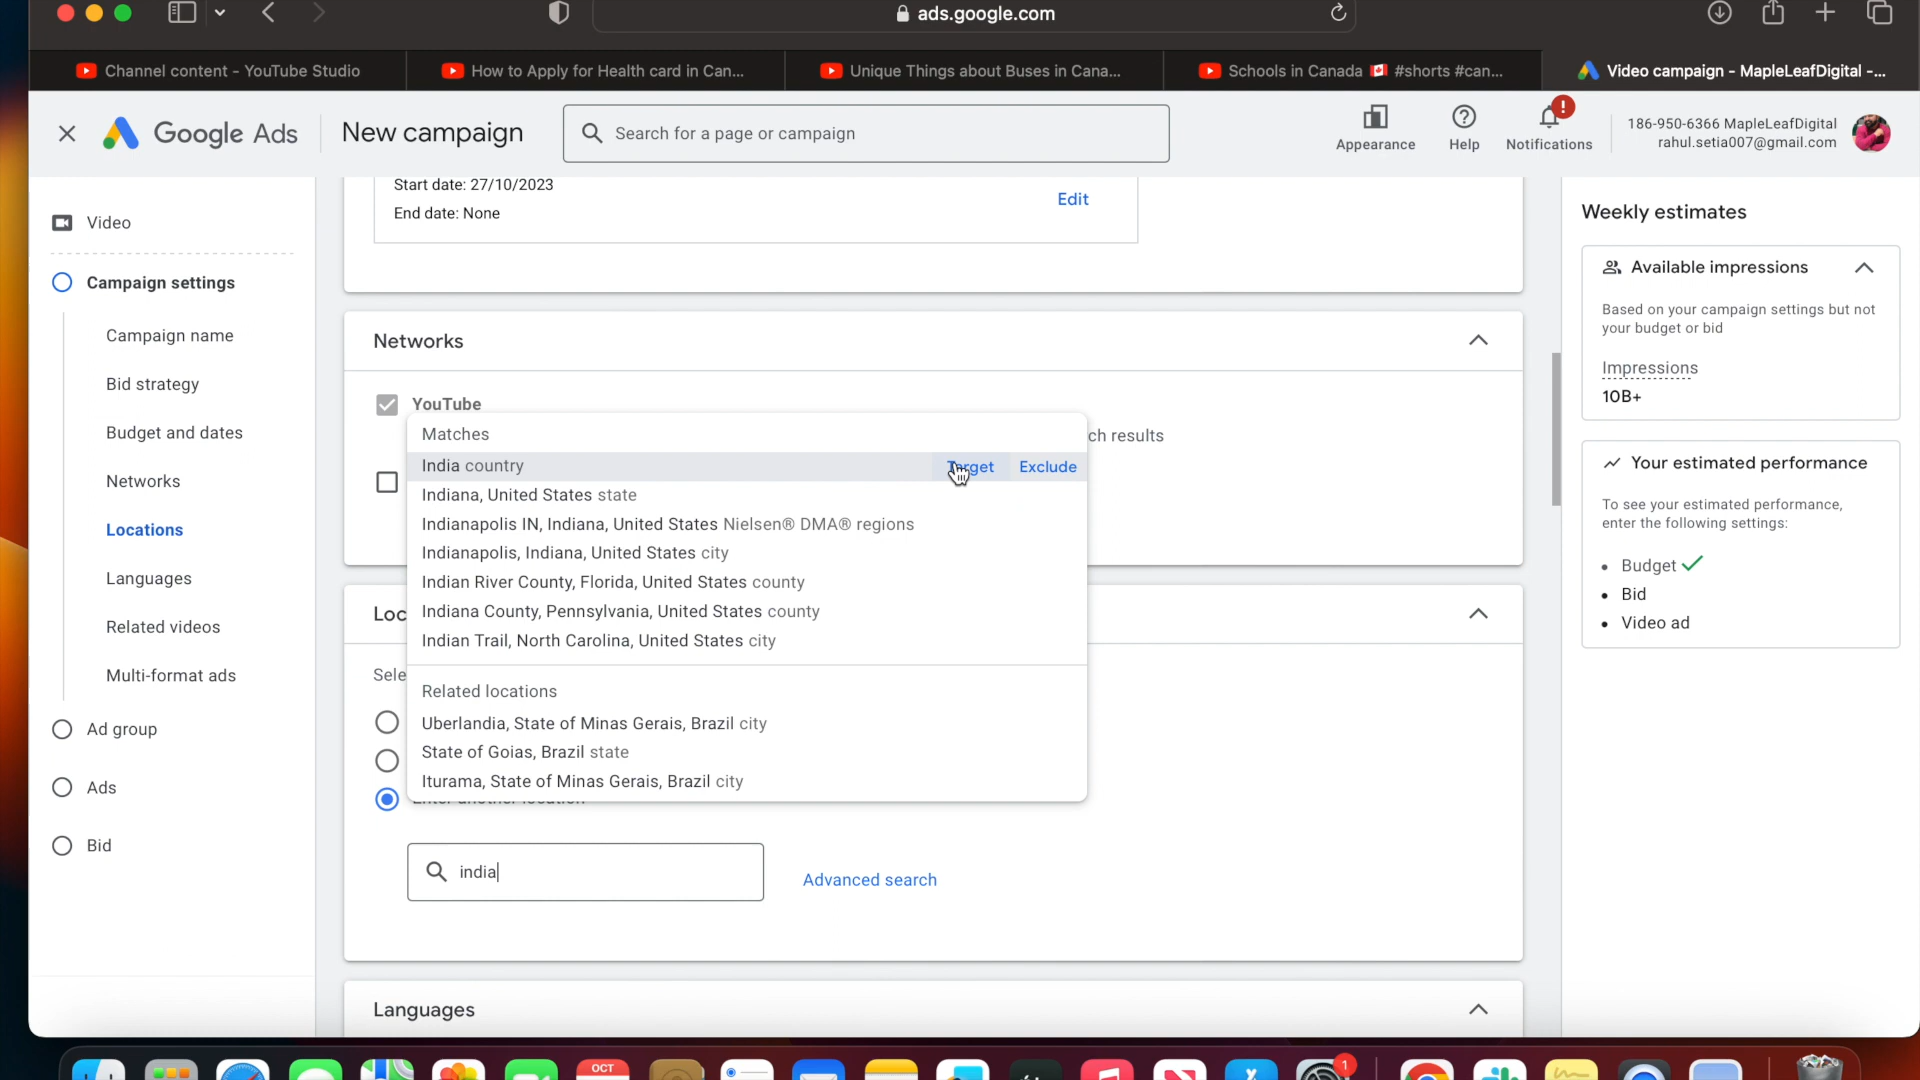 ads.google.com
Channel content - YouTube Studio
How to Apply for Health card in Can...
Unique Things about Buses in Cana...
Schools in Canada 🇨🇦 #shorts #can...
Video campaign - MapleLeafDigital -...
Google Ads
New campaign
Search for a page or campaign
Appearance
Help
!
Notifications
186-950-6366 MapleLeafDigital
rahul.setia007@gmail.com
Video
Campaign settings
Campaign name
Bid strategy
Budget and dates
Networks
Locations
Languages
Related videos
Multi-format ads
Ad group
Ads
Bid
Start date: 27/10/2023
End date: None
Edit
Networks
YouTube
ch results
Matches
India country
Target
Exclude
Indiana, United States state
Indianapolis IN, Indiana, United States Nielsen® DMA® regions
Indianapolis, Indiana, United States city
Indian River County, Florida, United States county
Indiana County, Pennsylvania, United States county
Indian Trail, North Carolina, United States city
Related locations
Uberlandia, State of Minas Gerais, Brazil city
State of Goias, Brazil state
Iturama, State of Minas Gerais, Brazil city
Loc
Sele
Enter another location
india
Advanced search
Languages
Weekly estimates
Available impressions
Based on your campaign settings but not
your budget or bid
Impressions
10B+
Your estimated performance
To see your estimated performance,
enter the following settings:
• Budget
• Bid
• Video ad
OCT
1